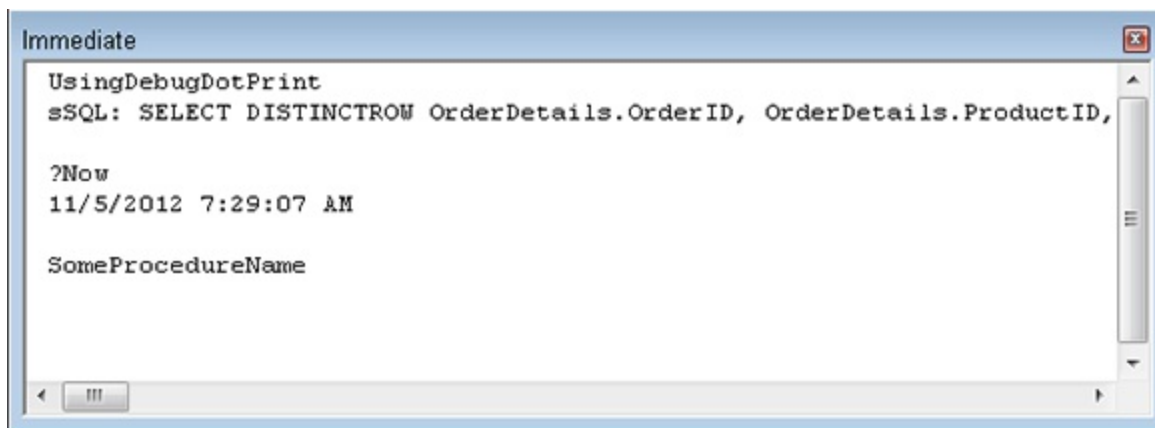 Immediate
UsingDebugDotPrint
sSQL: SELECT DISTINCTROW OrderDetails.OrderID, OrderDetails.ProductID,
?Now
11/5/2012 7:29:07 AM
SomeProcedureName